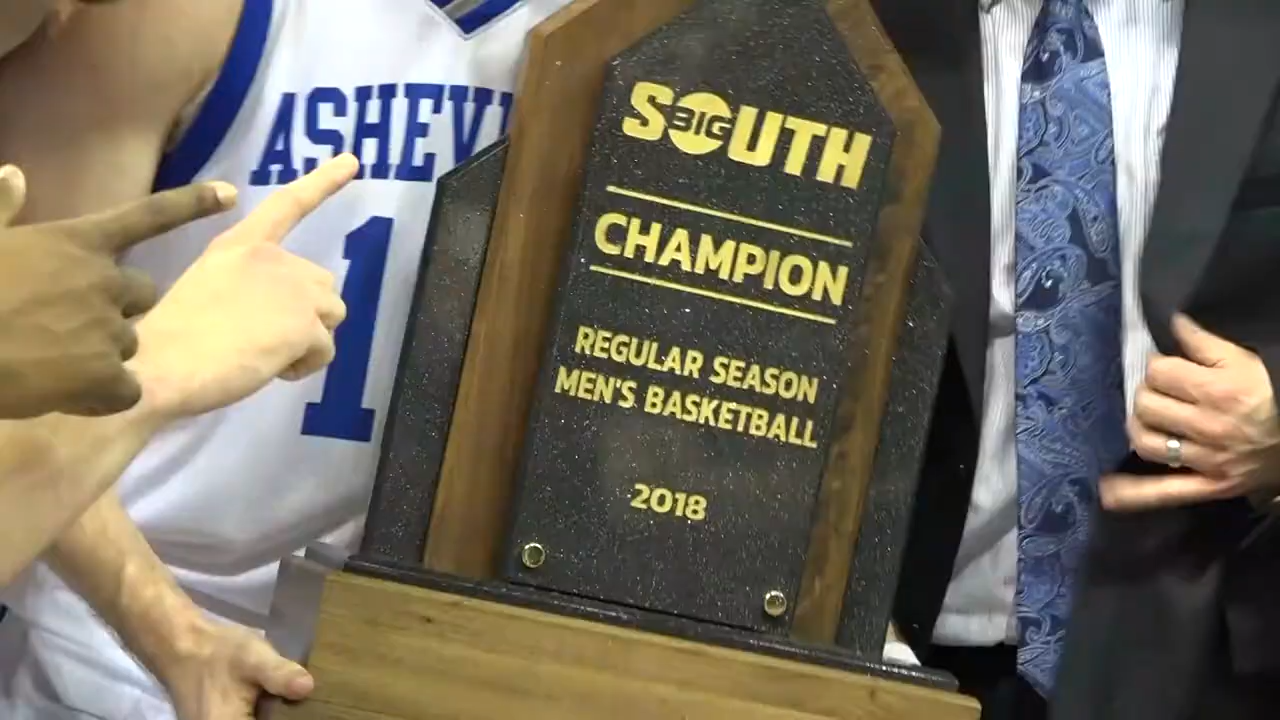 ASHEV
1
BIG
SOUTH
CHAMPION
REGULAR SEASON
MEN'S BASKETBALL
2018